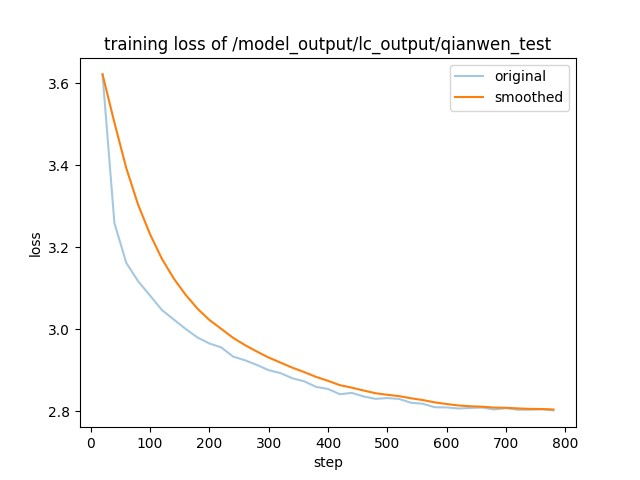 training loss of /model_output/lc_output/qianwen_test
original
smoothed
3.6
3.4
3.2
3.0
2.8
loss
0 100 200 300 400 500 600 700 800
step